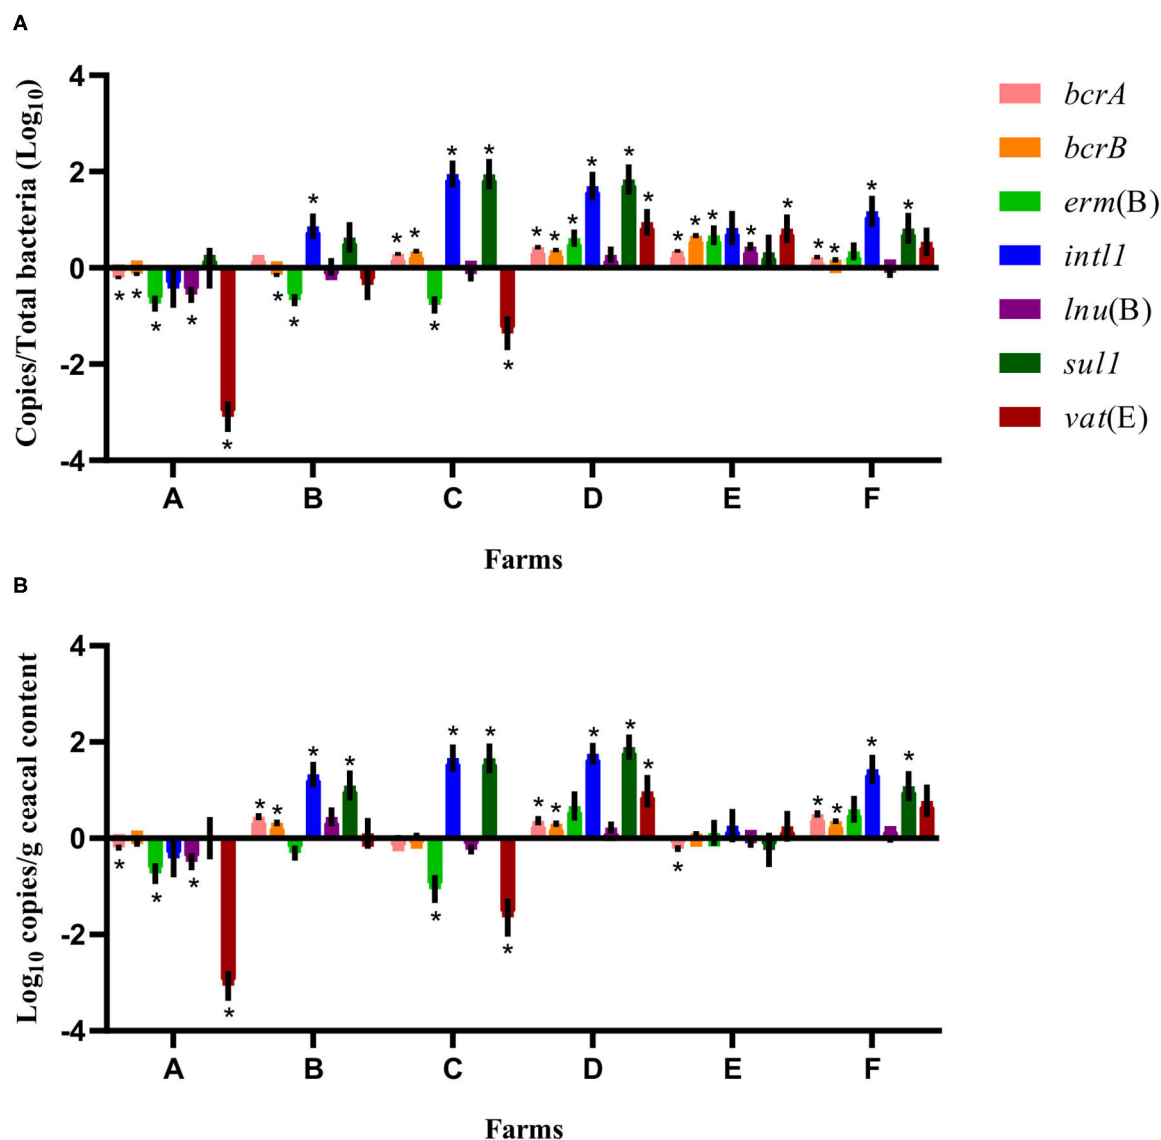 A
Copies/Total bacteria (Log10)
4
2
0
-2
-4
* * * * *
* * *
* * * * * *
* * * * * *
* * * * *
* * * *
A B C D E F
Farms
bcrA
bcrB
erm(B)
intl1
lnu(B)
sul1
vat(E)
B
Log10 copies/g ceacal content
4
2
0
-2
-4
* * * *
* * * *
* * * *
* * * * *
*
* * * *
A B C D E F
Farms